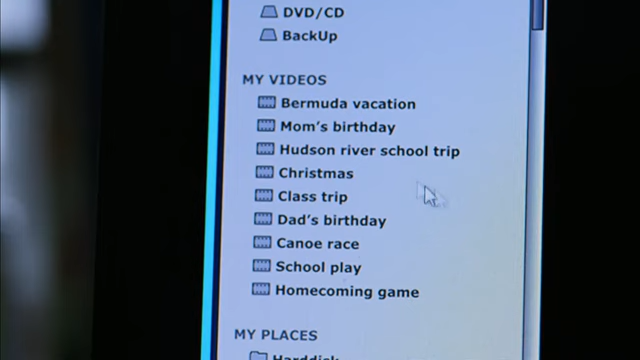 DVD/CD
BackUp
MY VIDEOS
Bermuda vacation
Mom's birthday
Hudson river school trip
Christmas
Class trip
Dad's birthday
Canoe race
School play
Homecoming game
MY PLACES
Harddisk